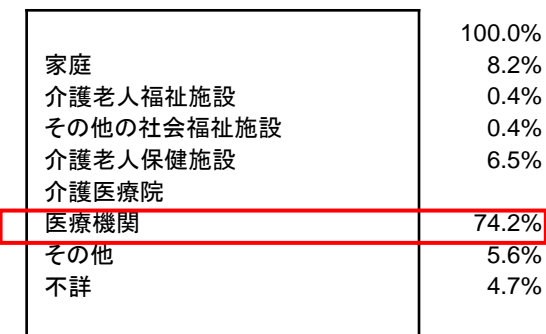 100.0%
家庭 8.2%
介護老人福祉施設 0.4%
その他の社会福祉施設 0.4%
介護老人保健施設 6.5%
介護医療院
医療機関 74.2%
その他 5.6%
不詳 4.7%